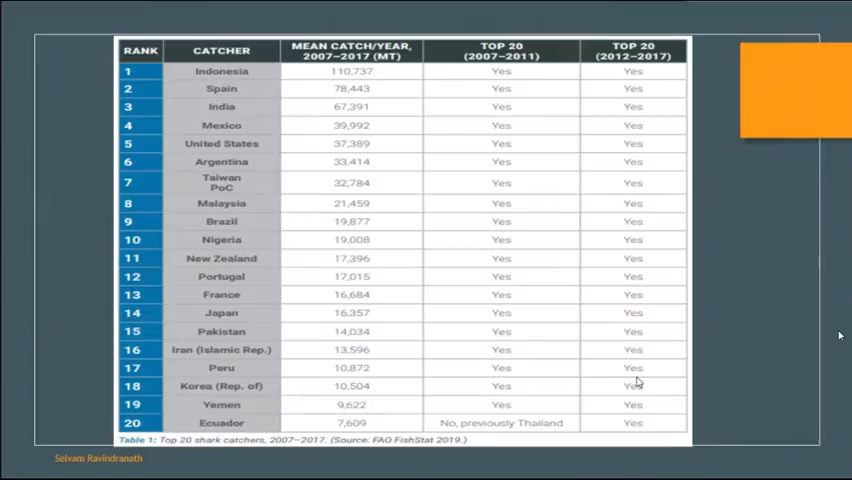 RANK CATCHER MEAN CATCH/YEAR, 2007–2017 (MT) TOP 20 (2007–2011) TOP 20 (2012–2017)
1 Indonesia 110,737 Yes Yes
2 Spain 78,443 Yes Yes
3 India 67,391 Yes Yes
4 Mexico 39,992 Yes Yes
5 United States 37,389 Yes Yes
6 Argentina 33,414 Yes Yes
7 Taiwan PoC 32,784 Yes Yes
8 Malaysia 21,459 Yes Yes
9 Brazil 19,877 Yes Yes
10 Nigeria 19,008 Yes Yes
11 New Zealand 17,396 Yes Yes
12 Portugal 17,015 Yes Yes
13 France 16,684 Yes Yes
14 Japan 16,357 Yes Yes
15 Pakistan 14,034 Yes Yes
16 Iran (Islamic Rep.) 13,596 Yes Yes
17 Peru 10,872 Yes Yes
18 Korea (Rep. of) 10,504 Yes Yes
19 Yemen 9,622 Yes Yes
20 Ecuador 7,609 No, previously Thailand Yes
Table 1: Top 20 shark catchers, 2007–2017. (Source: FAO FishStat 2019.)
Selvam Ravindranath